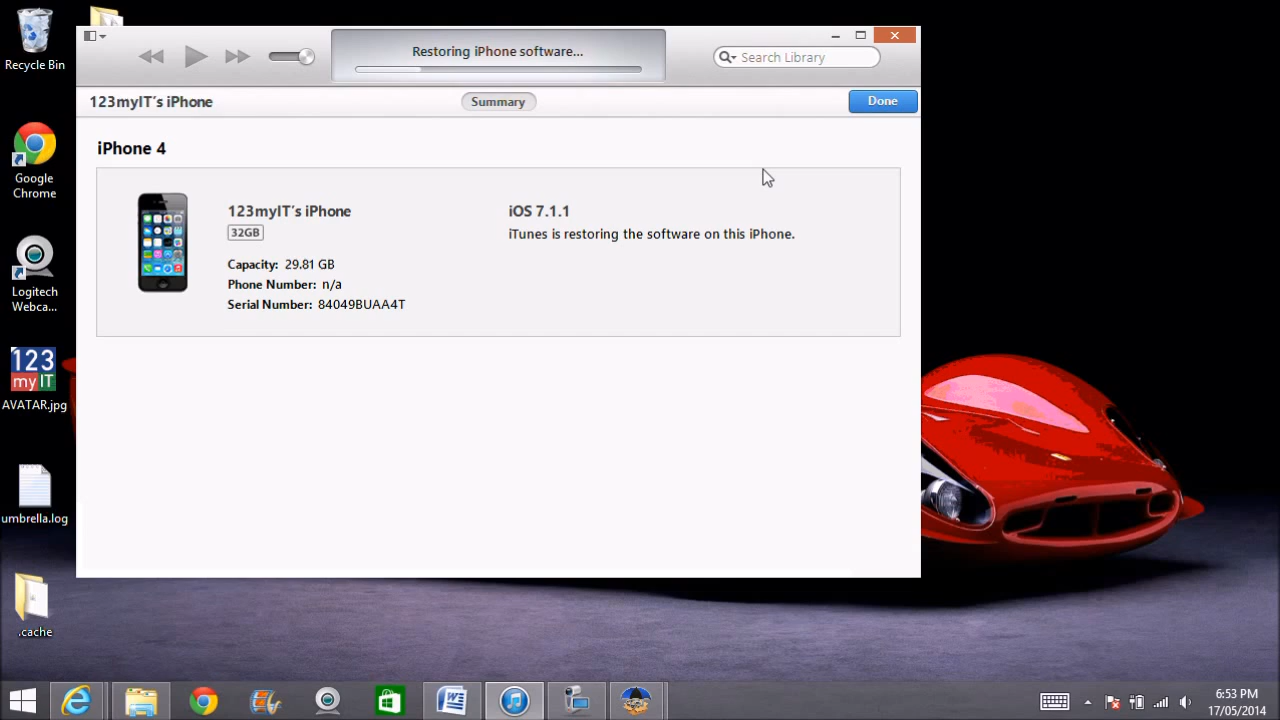 Recycle Bin
Google
Chrome
Logitech
Webca...
123
my IT
AVATAR.jpg
umbrella.log
.cache
Restoring iPhone software...
Search Library
123myIT's iPhone
Summary
Done
iPhone 4
123myIT's iPhone
32GB
Capacity: 29.81 GB
Phone Number: n/a
Serial Number: 84049BUAA4T
iOS 7.1.1
iTunes is restoring the software on this iPhone.
6:53 PM
17/05/2014